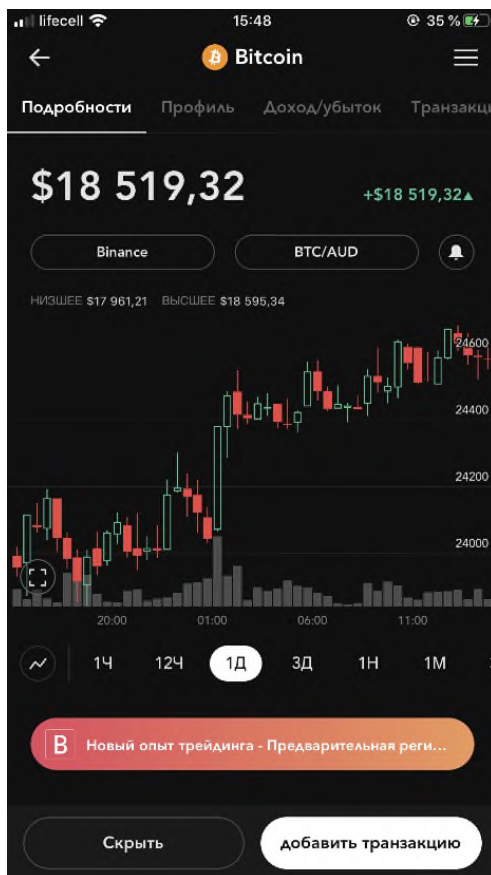 lifecell 15:48 35 %
Bitcoin
Подробности Профиль Доход/убыток Транзакц
$18 519,32 +$18 519,32▲
Binance BTC/AUD
НИЗШЕЕ $17 961,21 ВЫСШЕЕ $18 595,34
24600
24400
24200
24000
20:00 01:00 06:00 11:00
1Ч 12Ч 1Д 3Д 1Н 1М
B Новый опыт трейдинга - Предварительная реги...
Скрыть добавить транзакцию